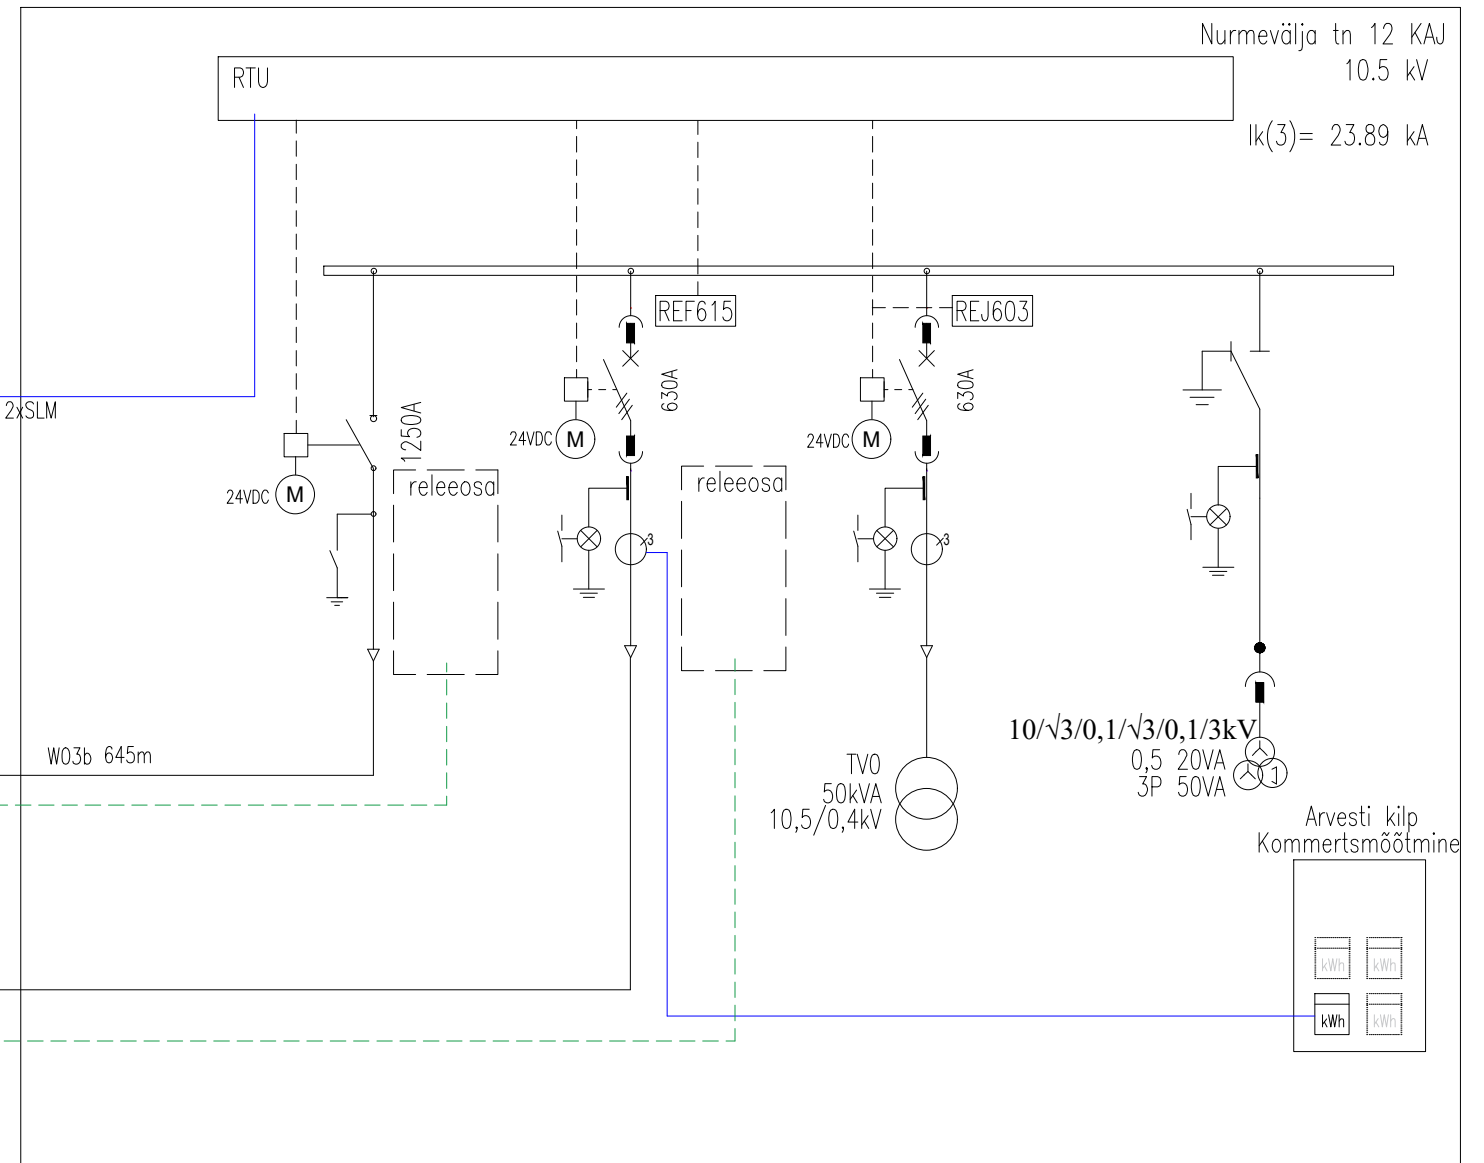 Nurmevälja tn 12 KAJ
10.5 kV
Ik(3)= 23.89 kA
RTU
REF615
REJ603
2xSLM
1250A
630A
630A
24VDC M
24VDC M
24VDC M
releeosa
releeosa
3
3
W03b 645m
10/√3/0,1/√3/0,1/3kV
0,5 20VA
3P 50VA
TVO
50kVA
10,5/0,4kV
Arvesti kilp
Kommertsmõõtmine
kWh kWh
kWh kWh